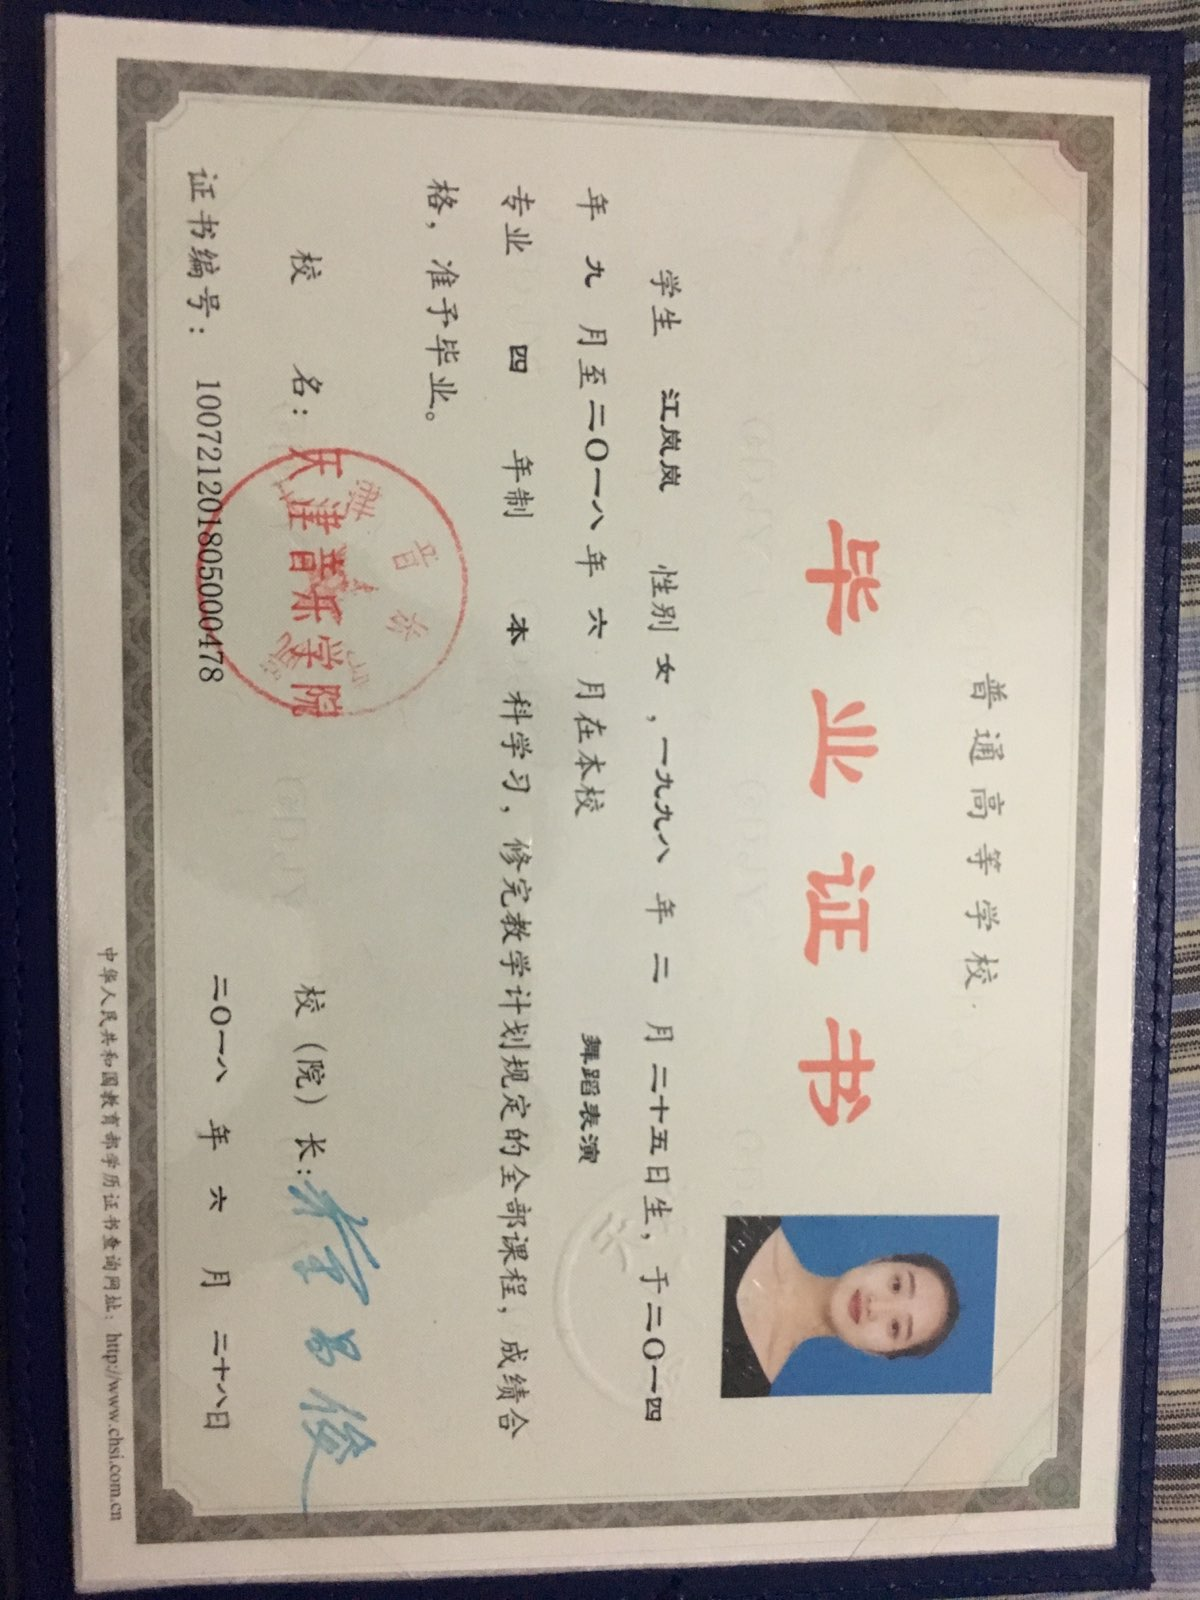 普通高等学校
毕业证书
学生 江岚岚 性别 女，一九九八 年 二 月 二十五日生，于二〇一四
年 九 月至二〇一八年 六 月在本校 舞蹈表演
专业 四 年制 本 科学习，修完教学计划规定的全部课程，成绩合
格，准予毕业。
校 名：天津音乐学院 校（院）长：
证书编号：100721201805000478 二〇一八 年 六 月 二十八日
中华人民共和国教育部学历证书查询网址：http://www.chsi.com.cn